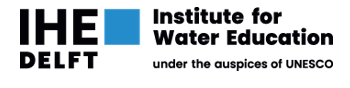 IHE
DELFT
Institute for
Water Education
under the auspices of UNESCO